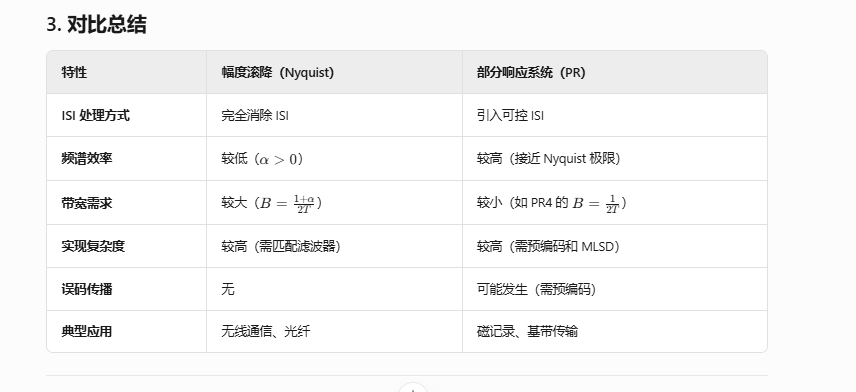 3. 对比总结
特性 幅度滚降（Nyquist） 部分响应系统（PR）
ISI 处理方式 完全消除 ISI 引入可控 ISI
频谱效率 较低（α > 0） 较高（接近 Nyquist 极限）
带宽需求 较大（B = \frac{1+α}{2T}） 较小（如 PR4 的 B = \frac{1}{2T}）
实现复杂度 较高（需匹配滤波器） 较高（需预编码和 MLSD）
误码传播 无 可能发生（需预编码）
典型应用 无线通信、光纤 磁记录、基带传输